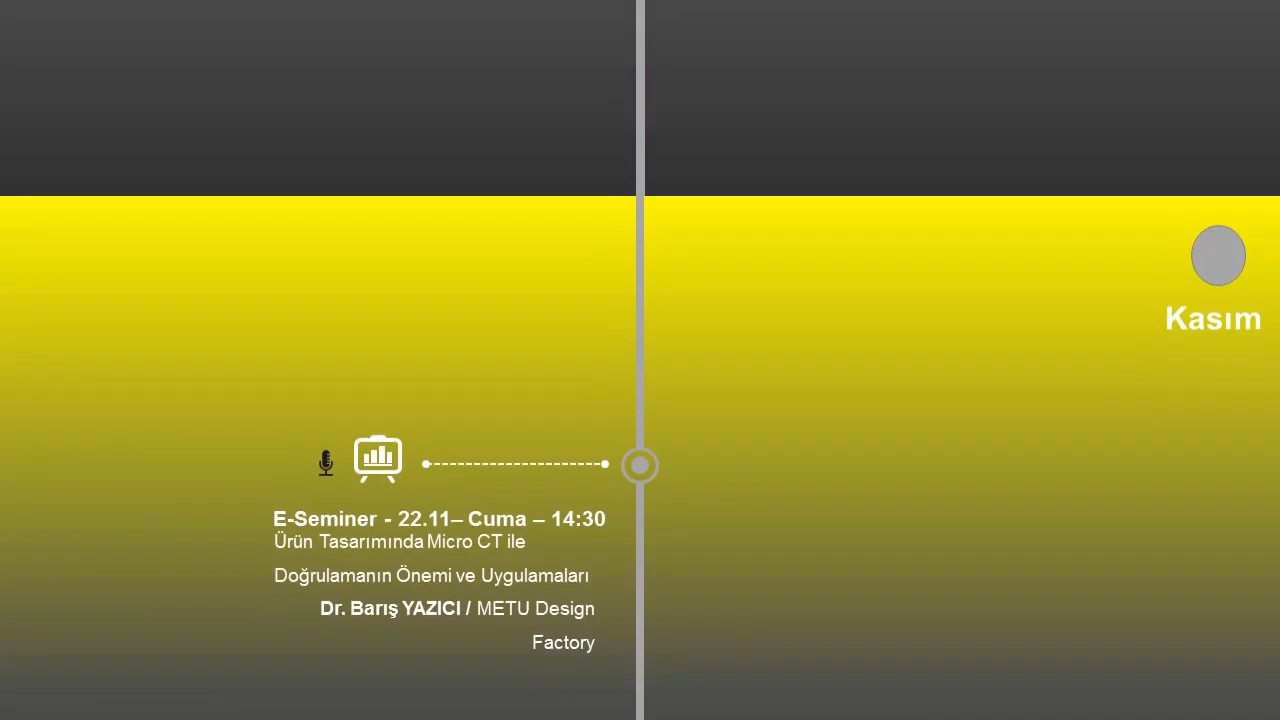 Kasım
E-Seminer - 22.11– Cuma – 14:30
Ürün Tasarımında Micro CT ile
Doğrulamanın Önemi ve Uygulamaları
Dr. Barış YAZICI / METU Design
Factory